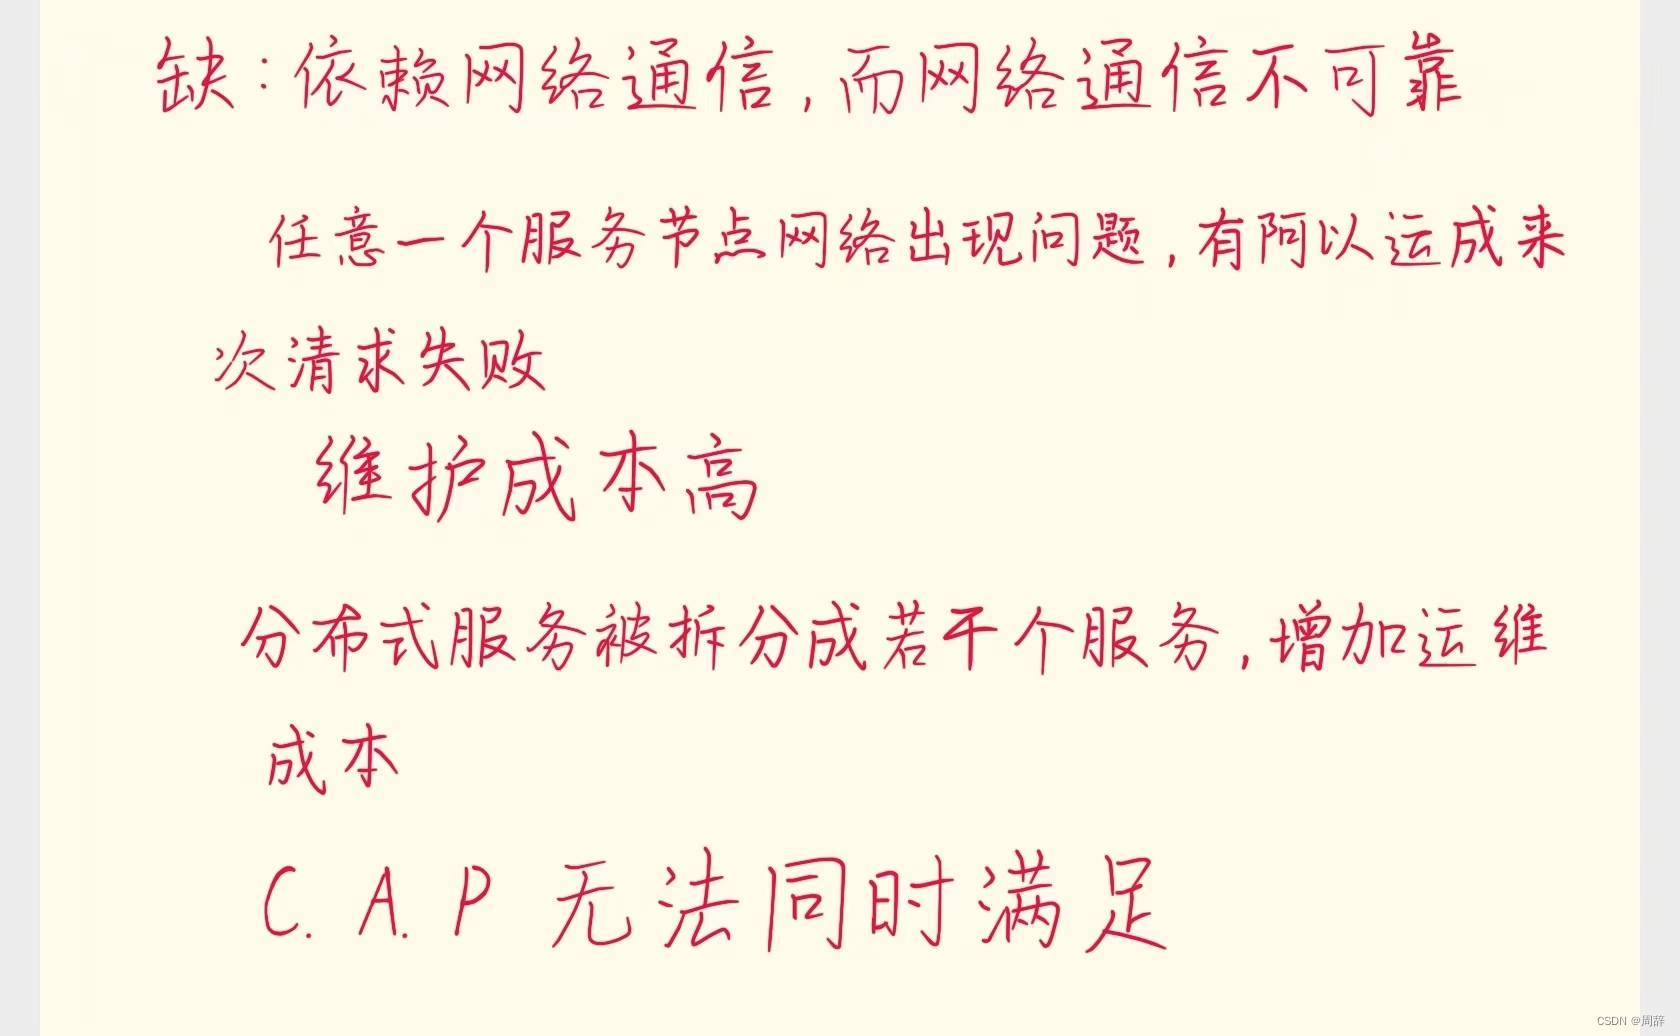 缺：依赖网络通信，而网络通信不可靠
任意一个服务节点网络出现问题，有阿以运成来
次清求失败
维护成本高
分布式服务被拆分成若干个服务，增加运维
成本
C. A. P 无法同时满足
CSDN @周辞